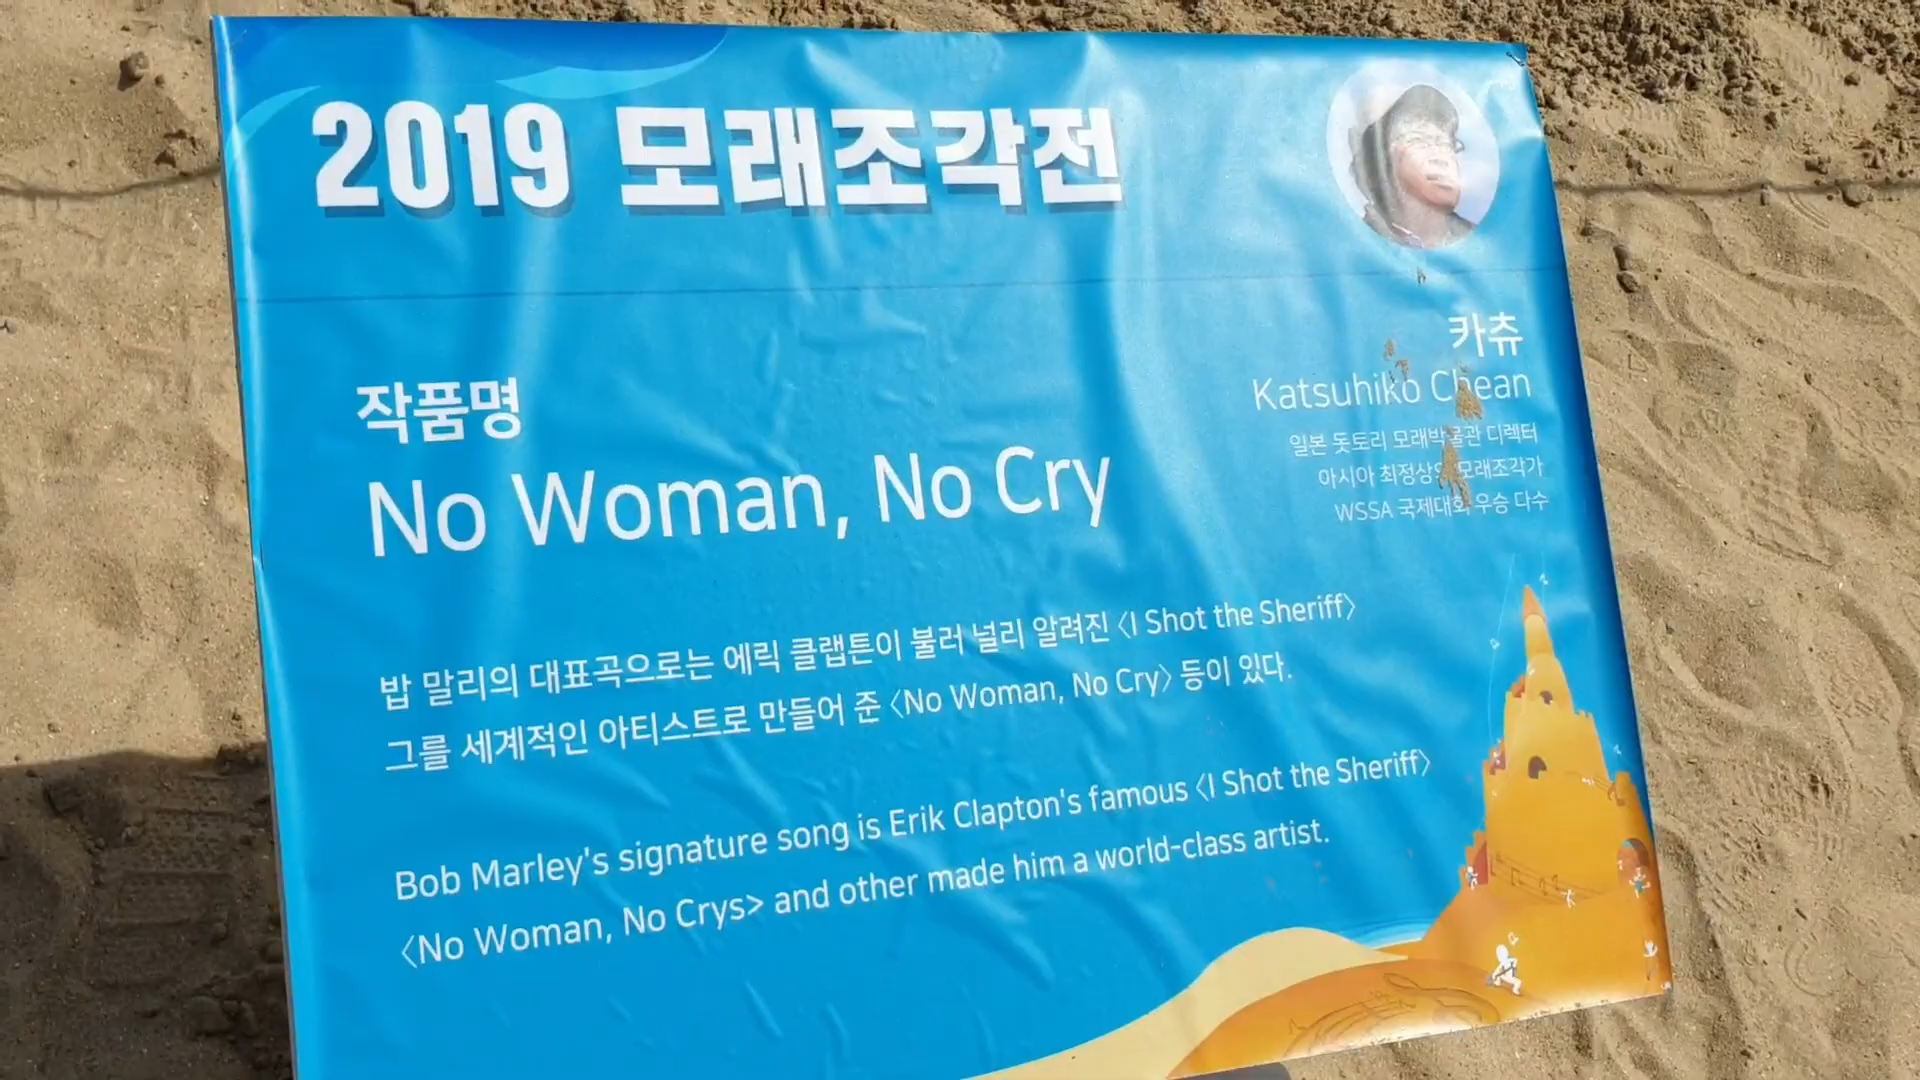 2019 모래조각전
카츄
Katsuhiko Chean
일본 돗토리 모래박물관 디렉터
아시아 최정상의 모래조각가
WSSA 국제대회 우승 다수
작품명
No Woman, No Cry
밥 말리의 대표곡으로는 에릭 클랩튼이 불러 널리 알려진 〈I Shot the Sheriff〉
그를 세계적인 아티스트로 만들어 준 〈No Woman, No Cry〉 등이 있다.
Bob Marley's signature song is Erik Clapton's famous 〈I Shot the Sheriff〉
〈No Woman, No Crys> and other made him a world-class artist.